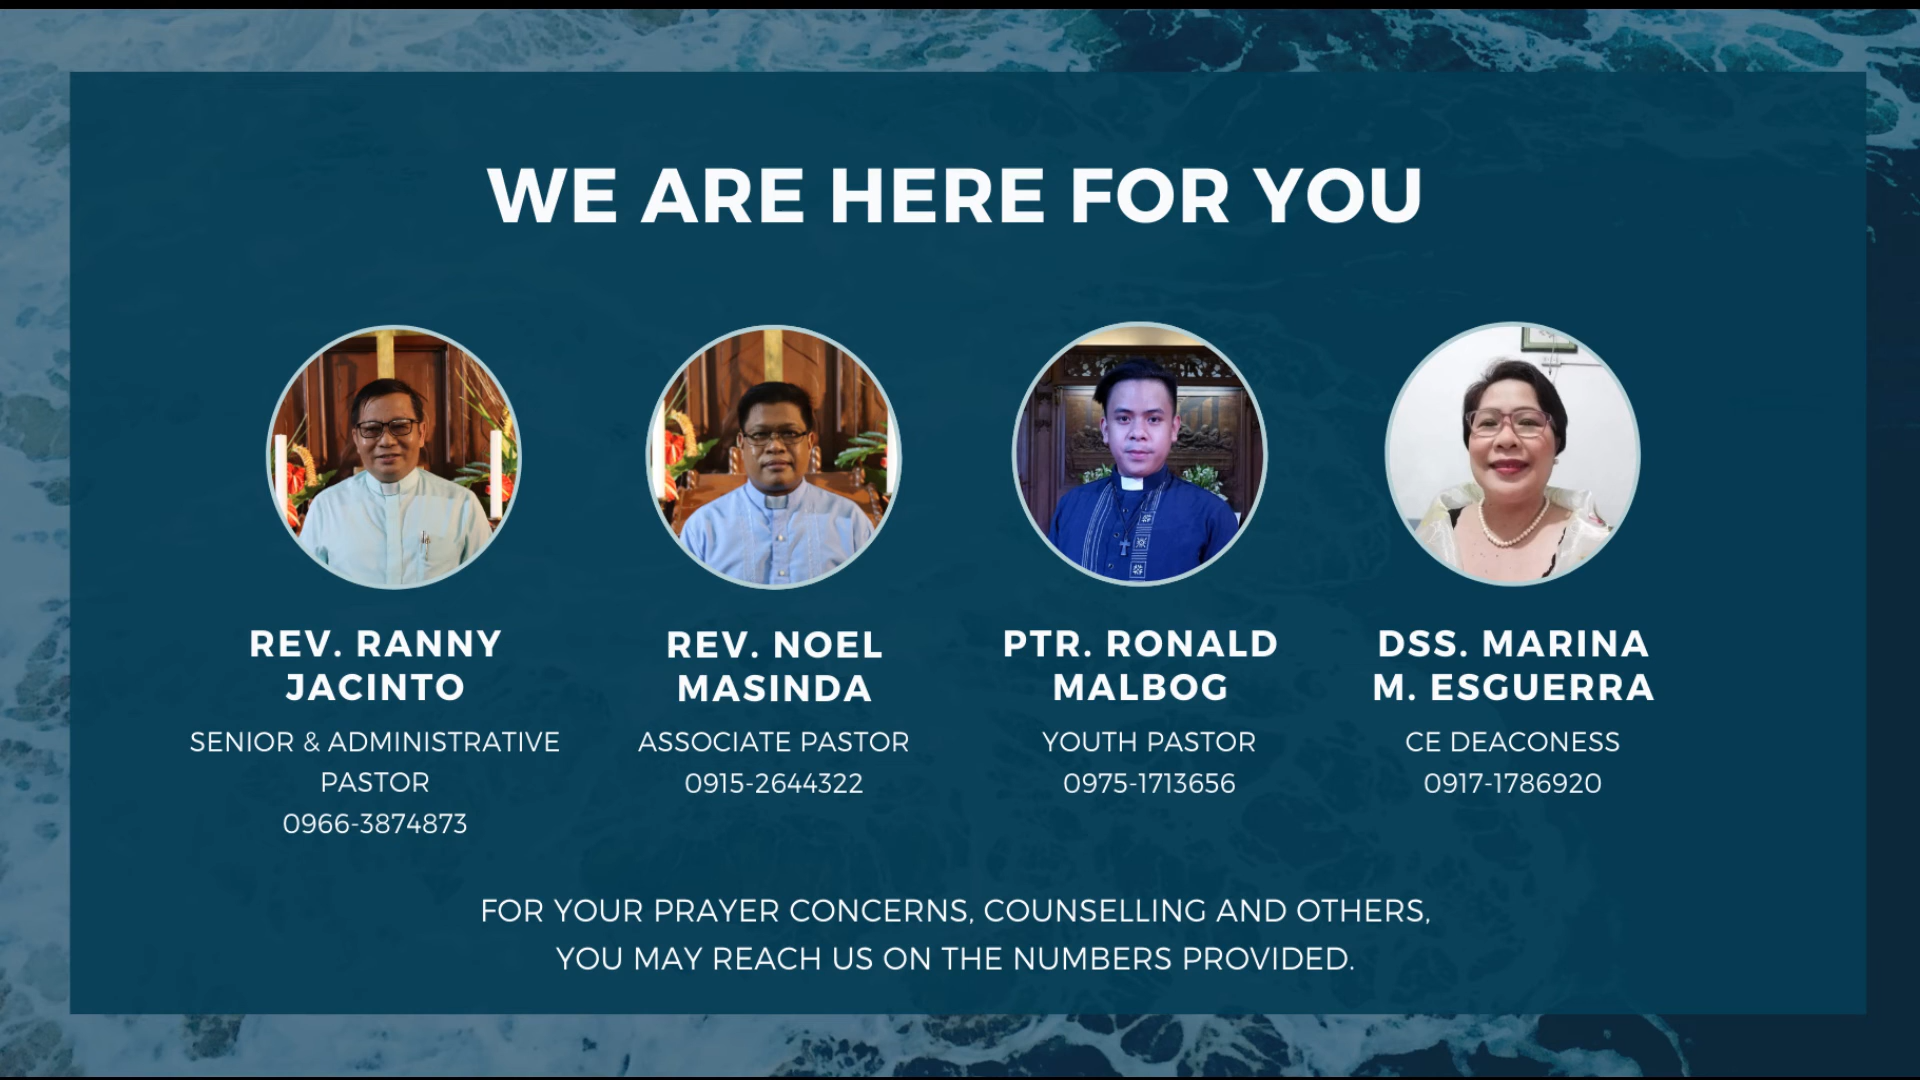 WE ARE HERE FOR YOU
REV. RANNY
JACINTO
SENIOR & ADMINISTRATIVE
PASTOR
0966-3874873
REV. NOEL
MASINDA
ASSOCIATE PASTOR
0915-2644322
PTR. RONALD
MALBOG
YOUTH PASTOR
0975-1713656
DSS. MARINA
M. ESGUERRA
CE DEACONESS
0917-1786920
FOR YOUR PRAYER CONCERNS, COUNSELLING AND OTHERS,
YOU MAY REACH US ON THE NUMBERS PROVIDED.